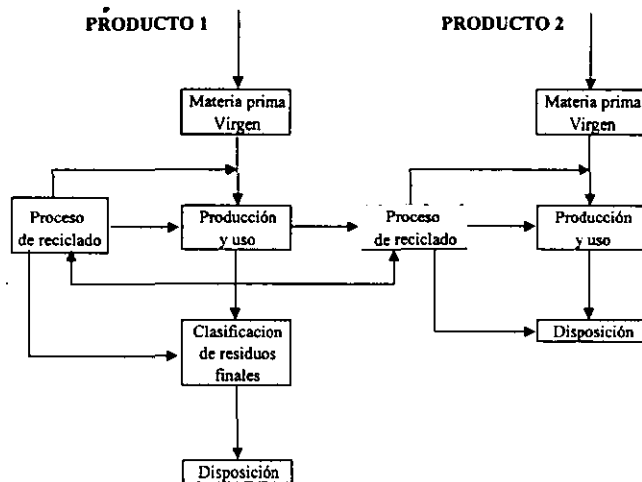 PRODUCTO 1
PRODUCTO 2
Materia prima
Virgen
Materia prima
Virgen
Proceso
de reciclado
Producción
y uso
Proceso
de reciclado
Producción
y uso
Clasificacion
de residuos
finales
Disposición
Disposición